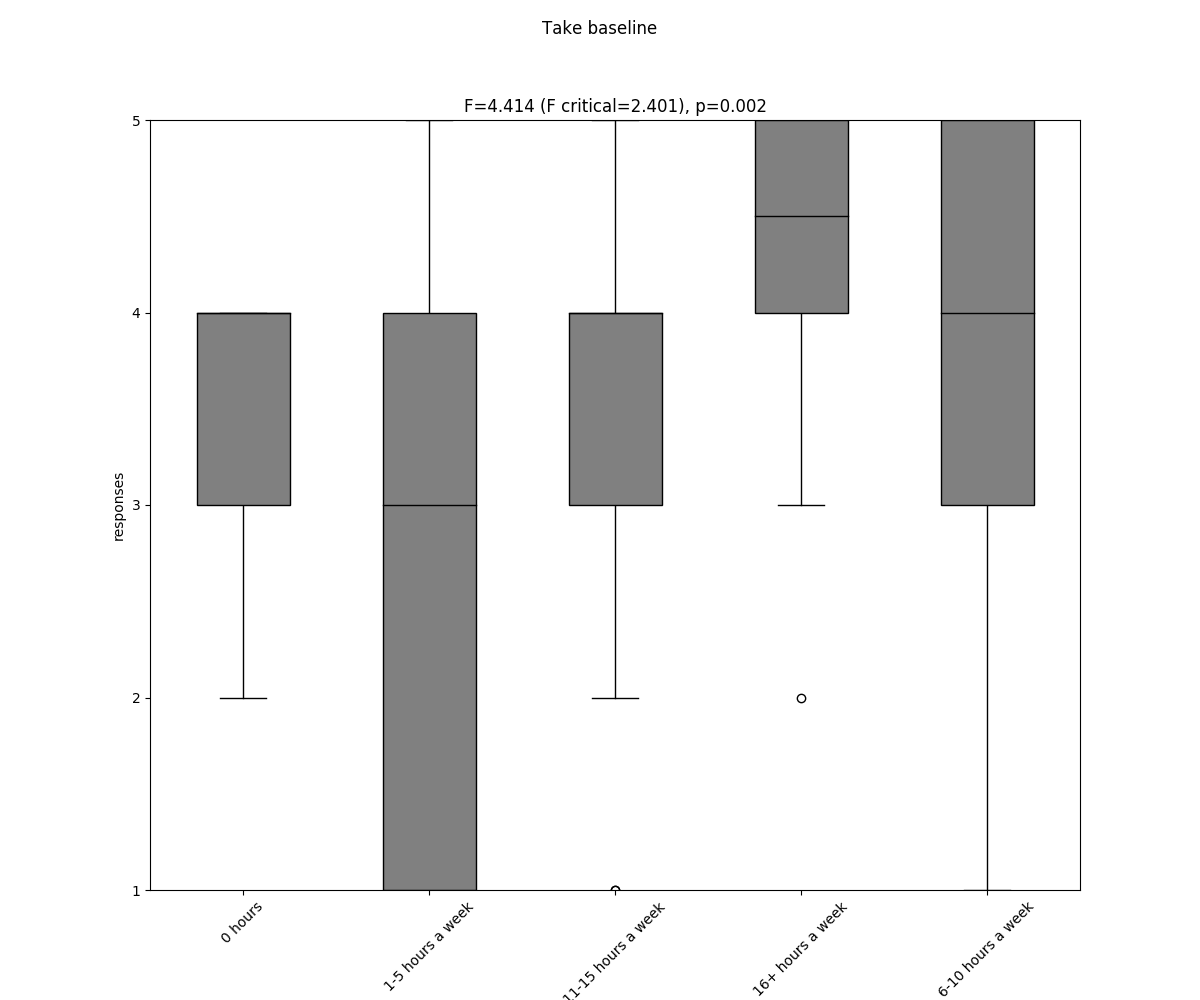 Take baseline
F=4.414 (F critical=2.401), p=0.002
5
4
3
2
1
responses
0 hours
1-5 hours a week
11-15 hours a week
16+ hours a week
6-10 hours a week